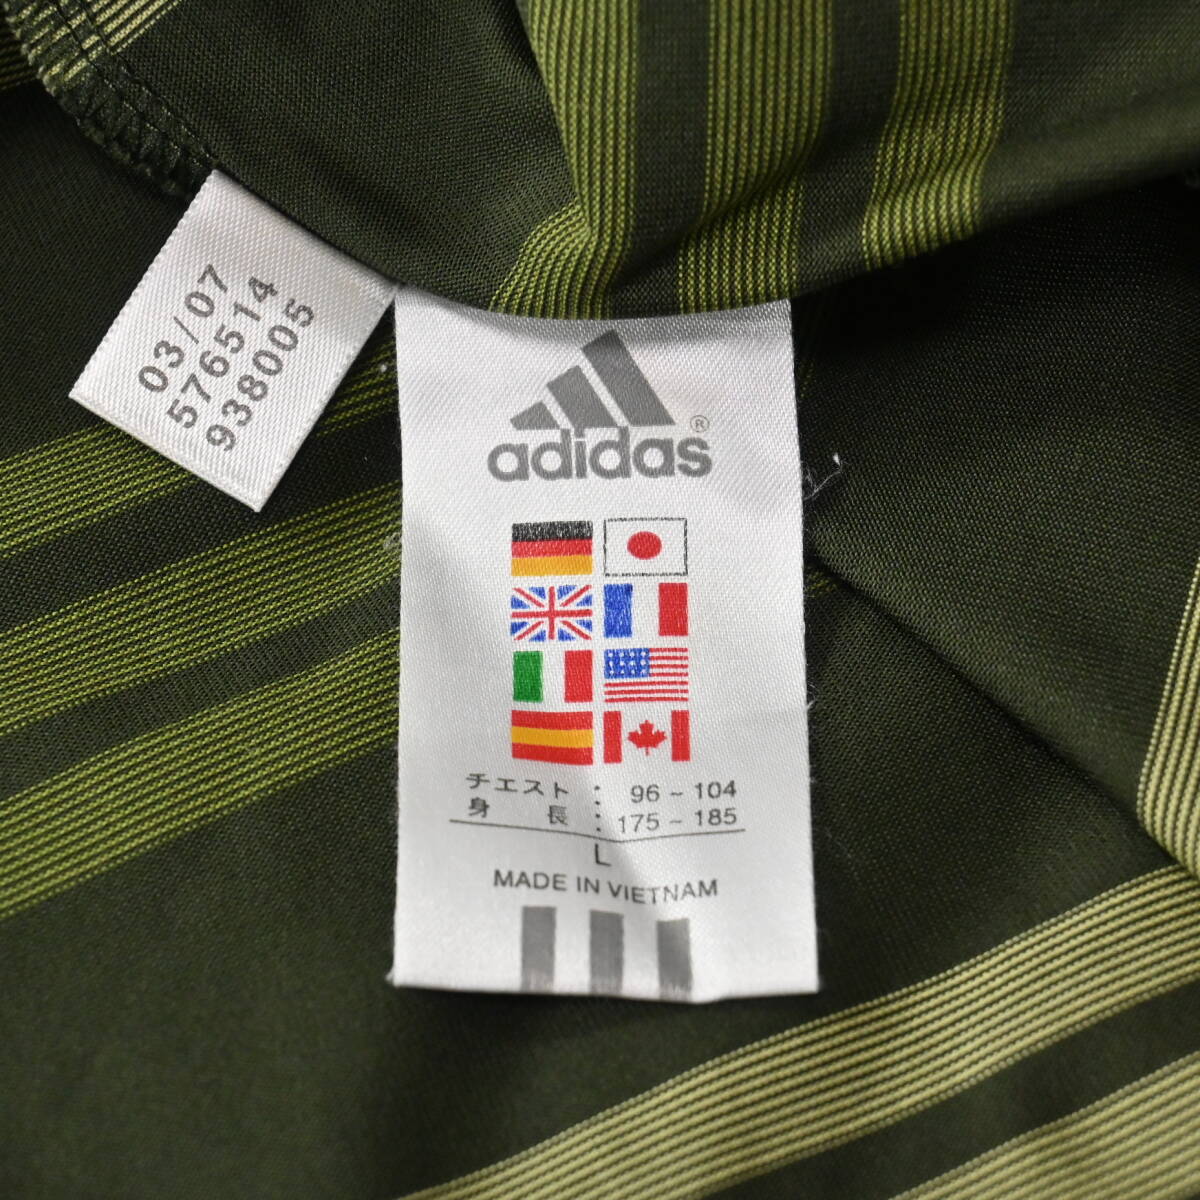 03/07
576514
938005
adidas®
チェスト : 96 ~ 104
身 長 : 175 ~ 185
L
MADE IN VIETNAM